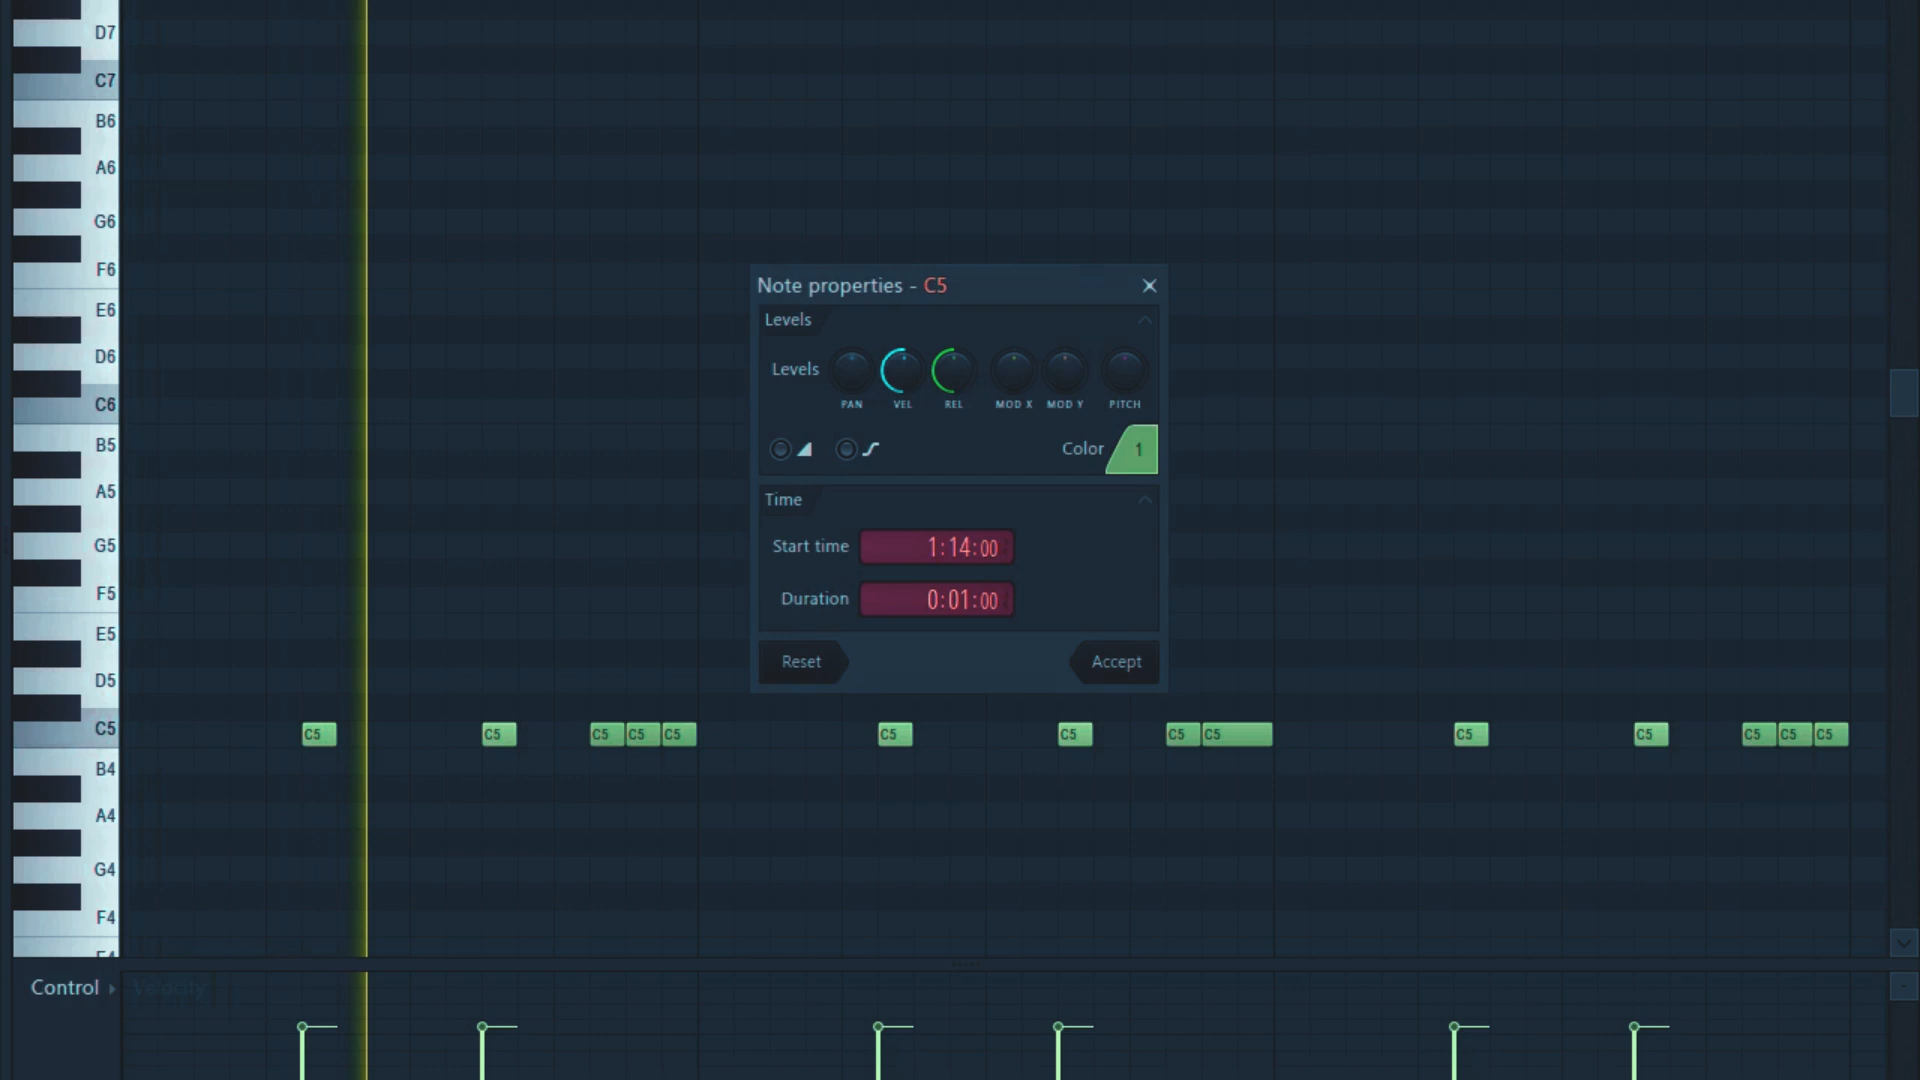 D7
C7
B6
A6
G6
F6
E6
D6
C6
B5
A5
G5
F5
E5
D5
C5
B4
A4
G4
F4
Note properties - C5
Levels
Levels
PAN VEL REL MOD X MOD Y PITCH
Color 1
Time
Start time 1:14:00
Duration 0:01:00
Reset Accept
C5 C5 C5 C5 C5 C5 C5 C5 C5 C5 C5 C5 C5 C5
Control Velocity